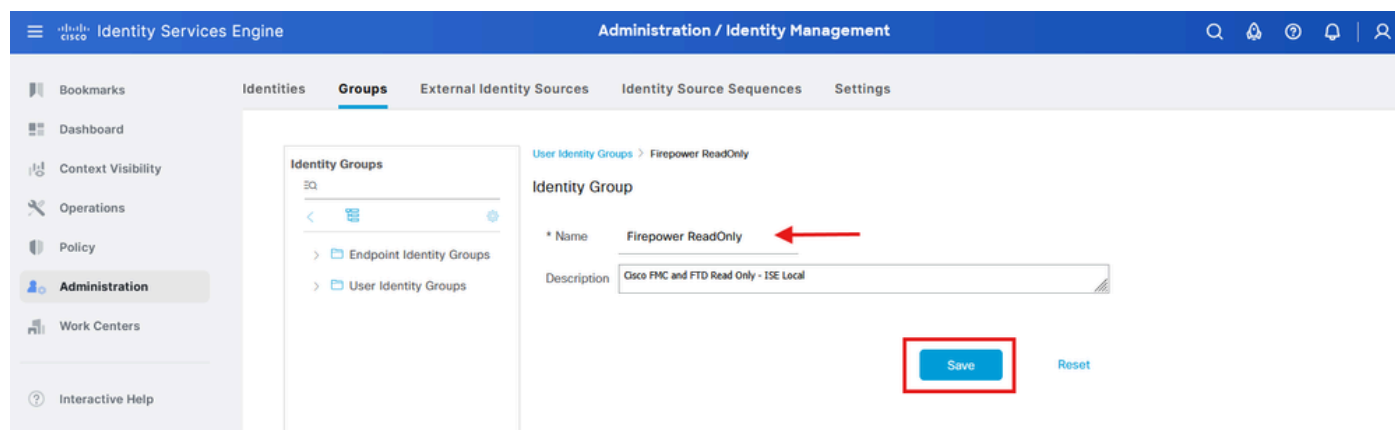 cisco Identity Services Engine
Administration / Identity Management
Bookmarks
Dashboard
Context Visibility
Operations
Policy
Administration
Work Centers
Interactive Help
Identities Groups External Identity Sources Identity Source Sequences Settings
Identity Groups
Endpoint Identity Groups
User Identity Groups
User Identity Groups > Firepower ReadOnly
Identity Group
* Name Firepower ReadOnly
Description Cisco FMC and FTD Read Only - ISE Local
Save Reset